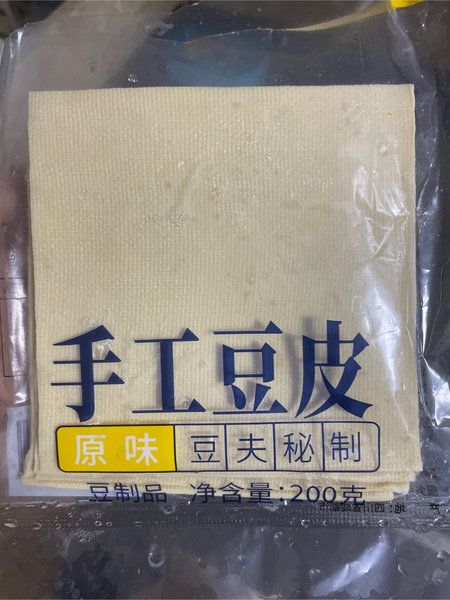 手工豆皮
原味 豆夫秘制
豆制品 净含量:200克